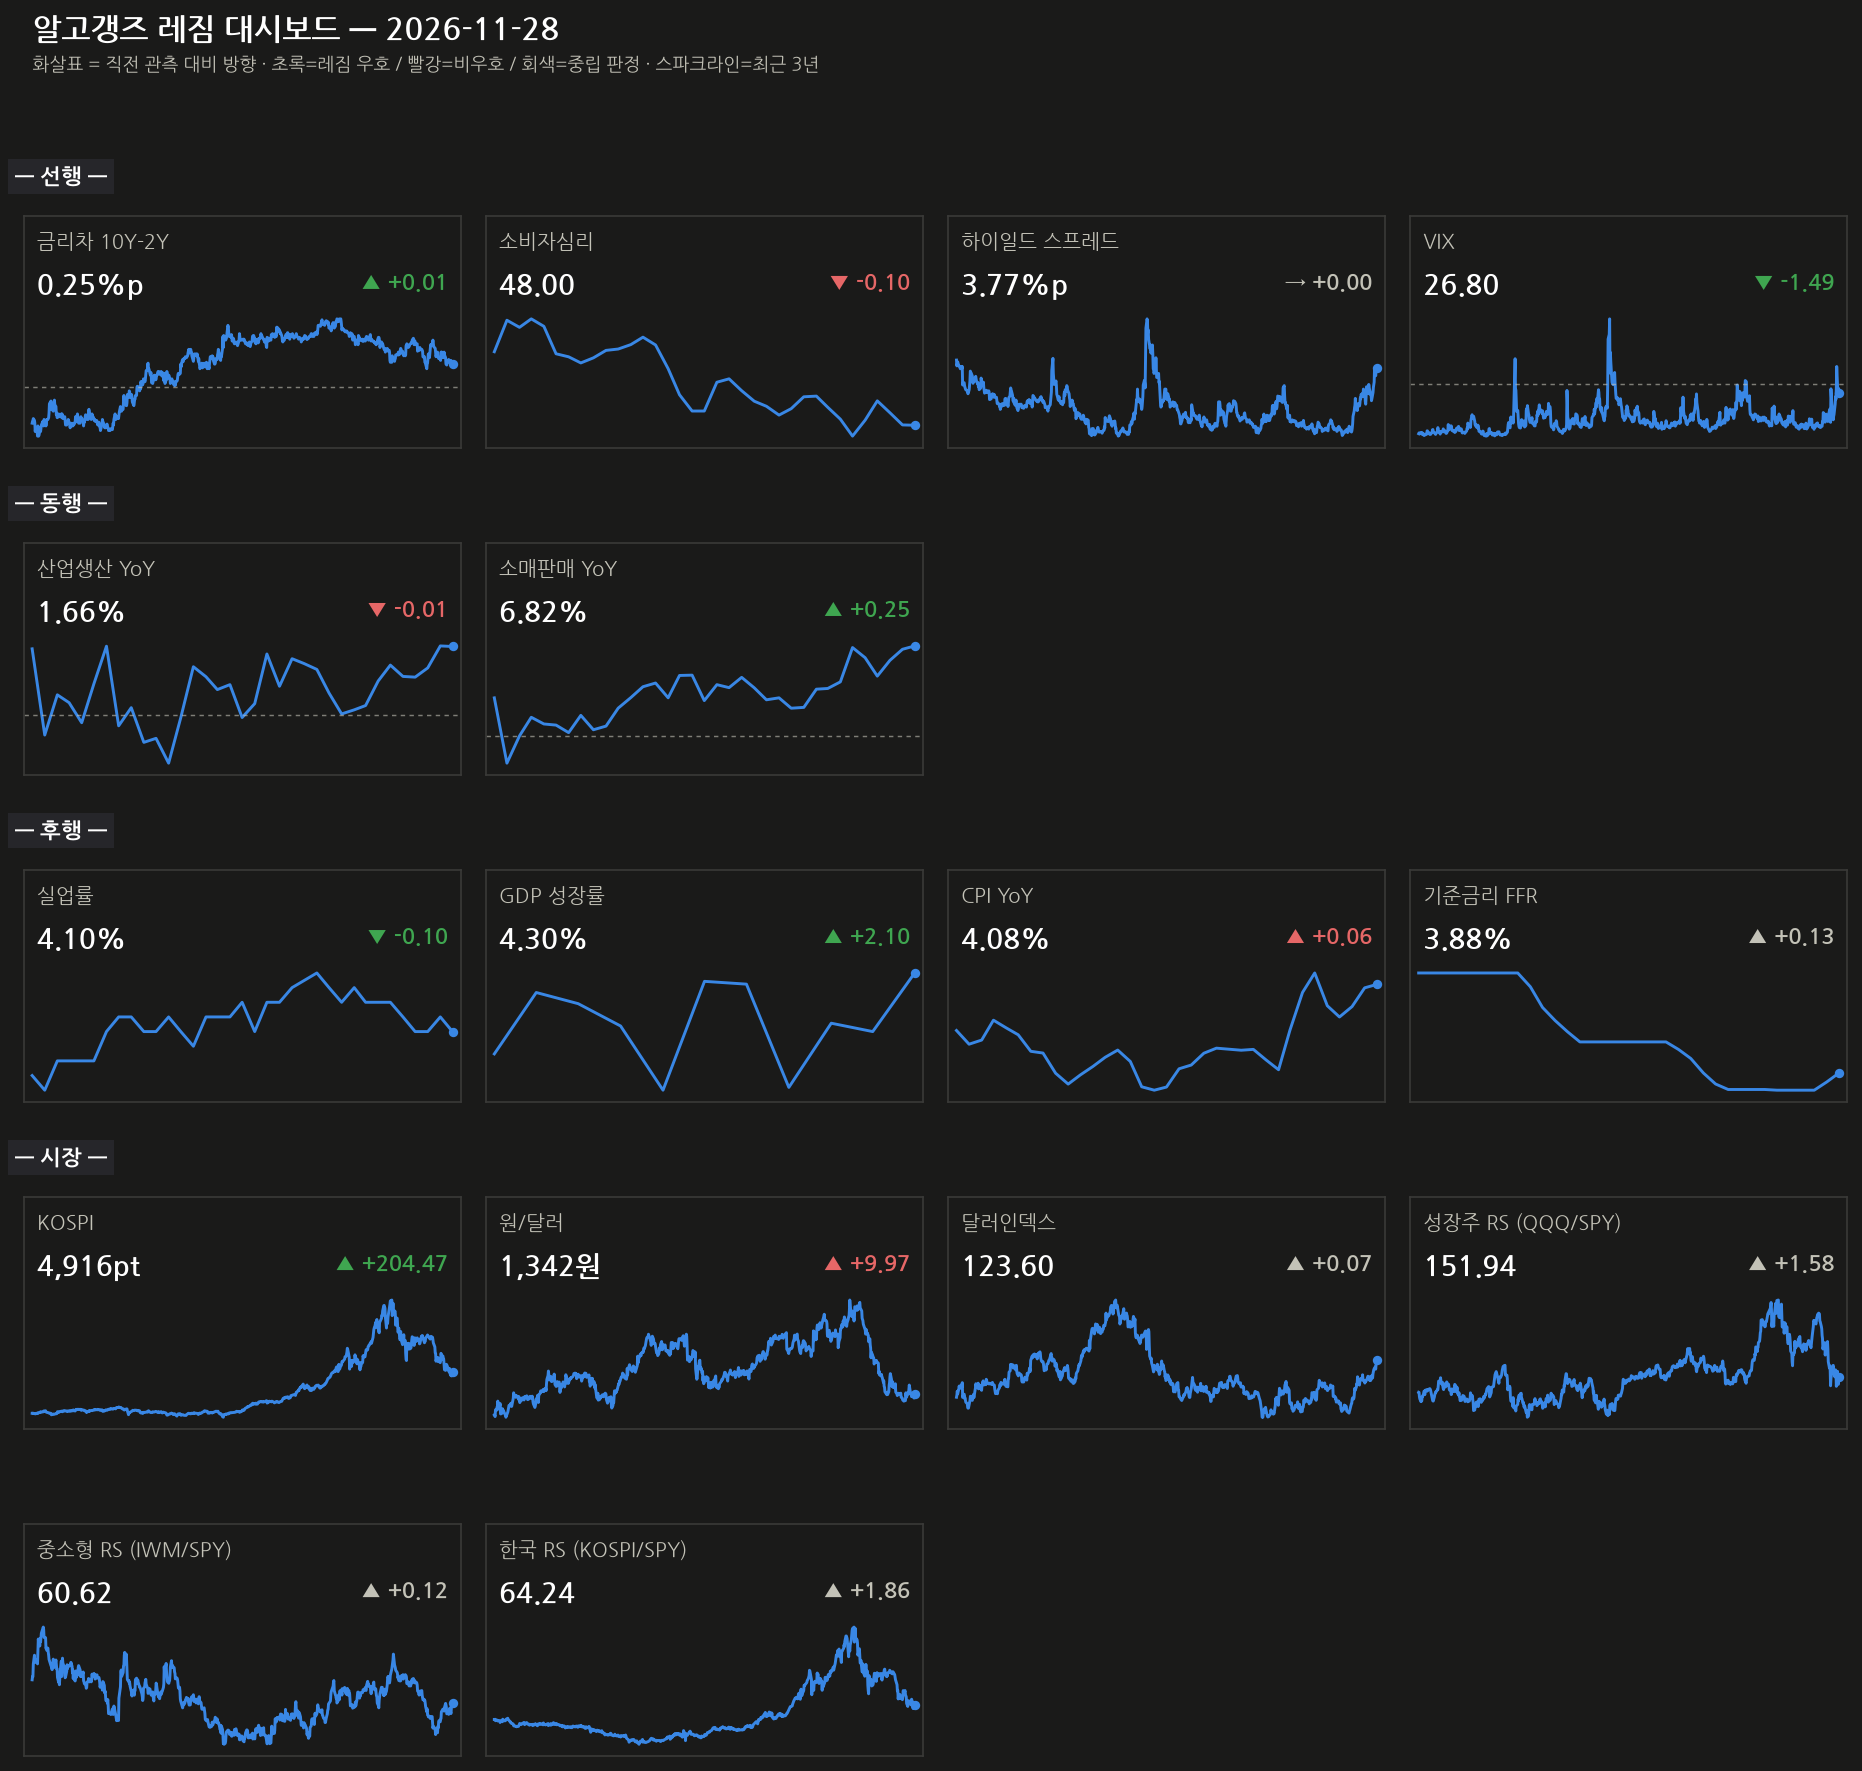 알고갱즈 레짐 대시보드 — 2026-11-28
화살표 = 직전 관측 대비 방향 · 초록=레짐 우호 / 빨강=비우호 / 회색=중립 판정 · 스파크라인=최근 3년
— 선행 —
금리차 10Y-2Y
0.25%p ▲ +0.01
소비자심리
48.00 ▼ -0.10
하이일드 스프레드
3.77%p → +0.00
VIX
26.80 ▼ -1.49
— 동행 —
산업생산 YoY
1.66% ▼ -0.01
소매판매 YoY
6.82% ▲ +0.25
— 후행 —
실업률
4.10% ▼ -0.10
GDP 성장률
4.30% ▲ +2.10
CPI YoY
4.08% ▲ +0.06
기준금리 FFR
3.88% ▲ +0.13
— 시장 —
KOSPI
4,916pt ▲ +204.47
원/달러
1,342원 ▲ +9.97
달러인덱스
123.60 ▲ +0.07
성장주 RS (QQQ/SPY)
151.94 ▲ +1.58
중소형 RS (IWM/SPY)
60.62 ▲ +0.12
한국 RS (KOSPI/SPY)
64.24 ▲ +1.86